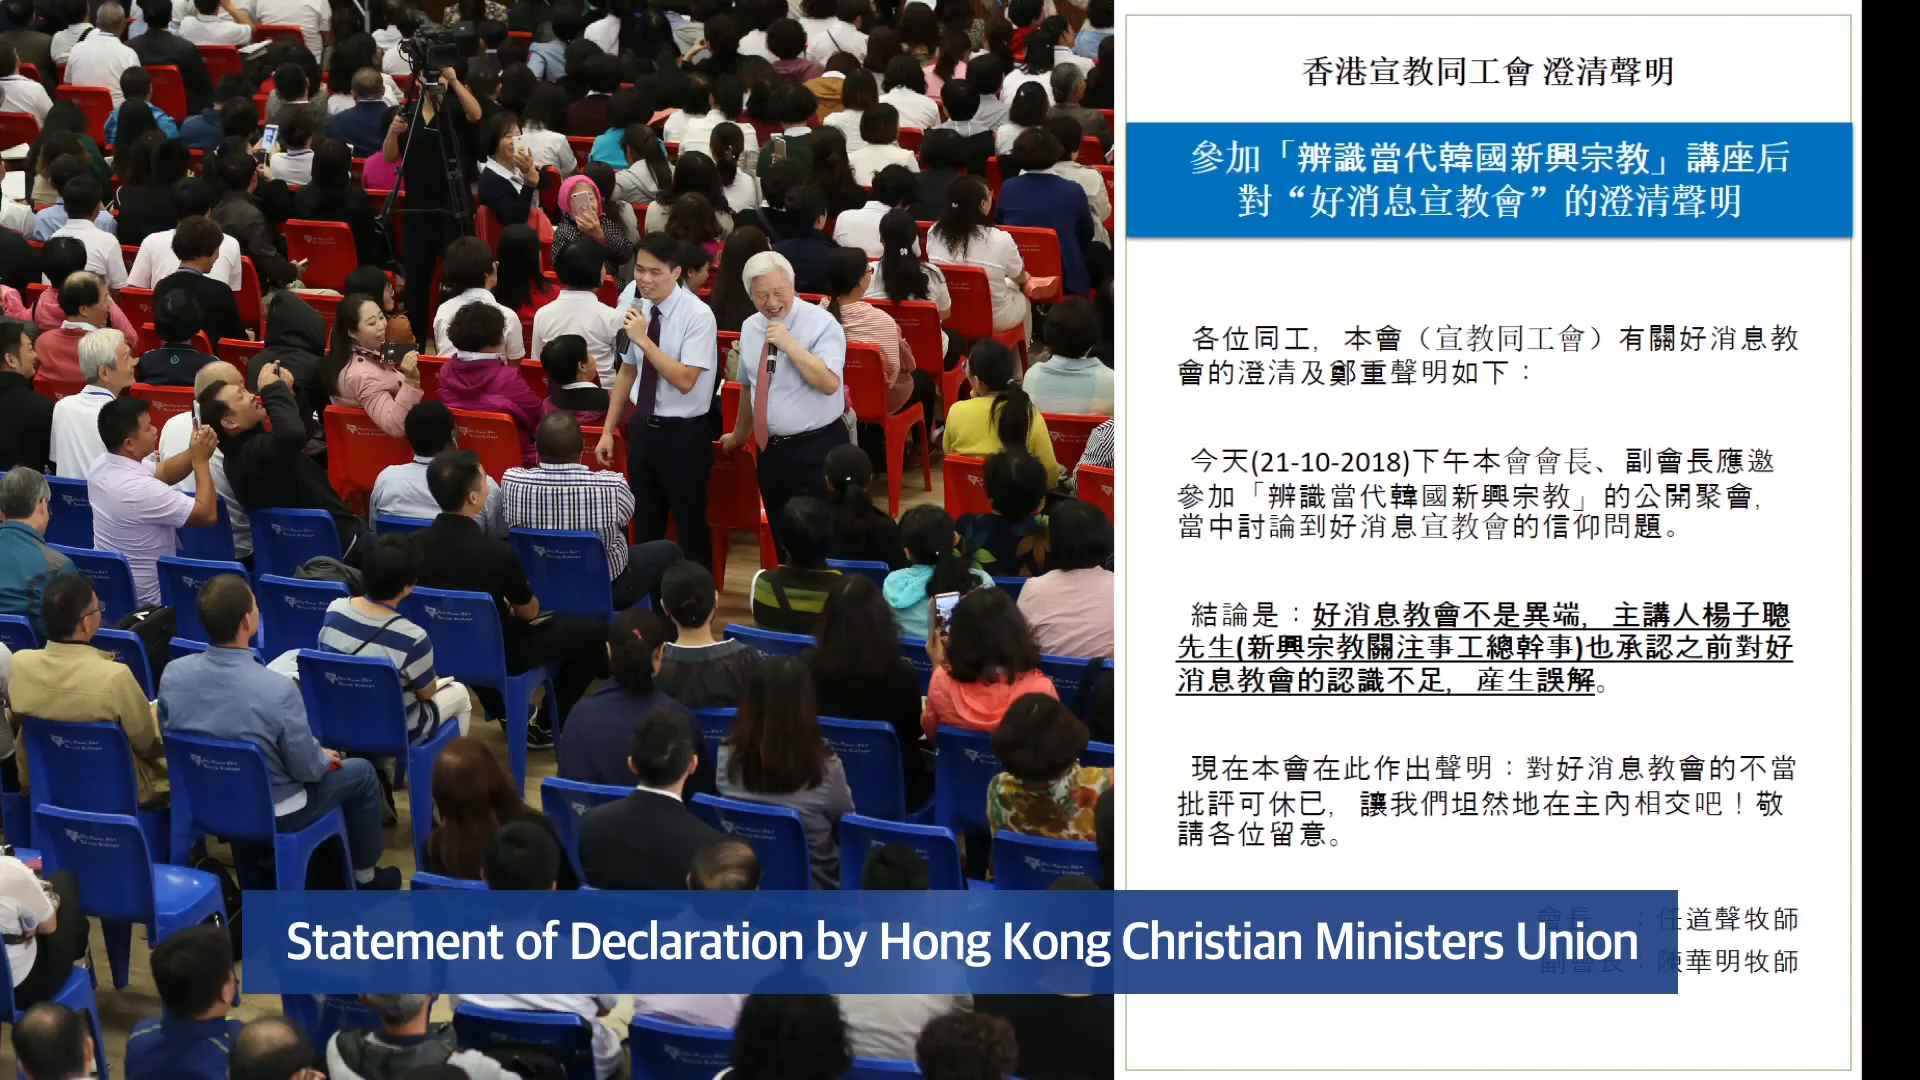 香港宣教同工會 澄清聲明
參加「辨識當代韓國新興宗教」講座后
對“好消息宣教會”的澄清聲明
各位同工，本會（宣教同工會）有關好消息教
會的澄清及鄭重聲明如下：
今天(21-10-2018)下午本會會長、副會長應邀
參加「辨識當代韓國新興宗教」的公開聚會，
當中討論到好消息宣教會的信仰問題。
結論是：好消息教會不是異端，主講人楊子聰
先生(新興宗教關注事工總幹事)也承認之前對好
消息教會的認識不足，産生誤解。
現在本會在此作出聲明：對好消息教會的不當
批評可休已，讓我們坦然地在主內相交吧！敬
請各位留意。
會長　：任道聲牧師
副會長：陳華明牧師
Statement of Declaration by Hong Kong Christian Ministers Union